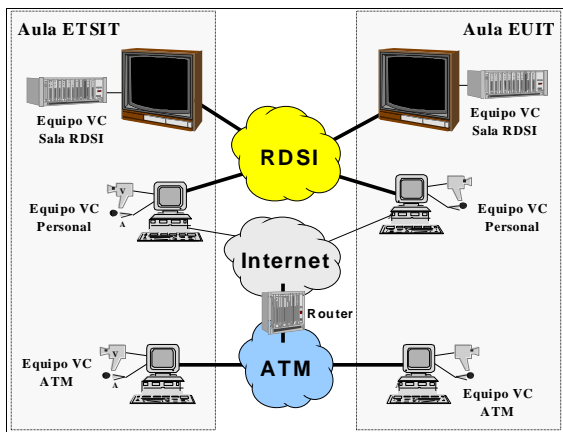 Aula ETSIT
Aula EUIT
Equipo VC
Sala RDSI
Equipo VC
Sala RDSI
RDSI
V
A
Equipo VC
Personal
Equipo VC
Personal
Internet
Router
V
A
Equipo VC
ATM
ATM
Equipo VC
ATM